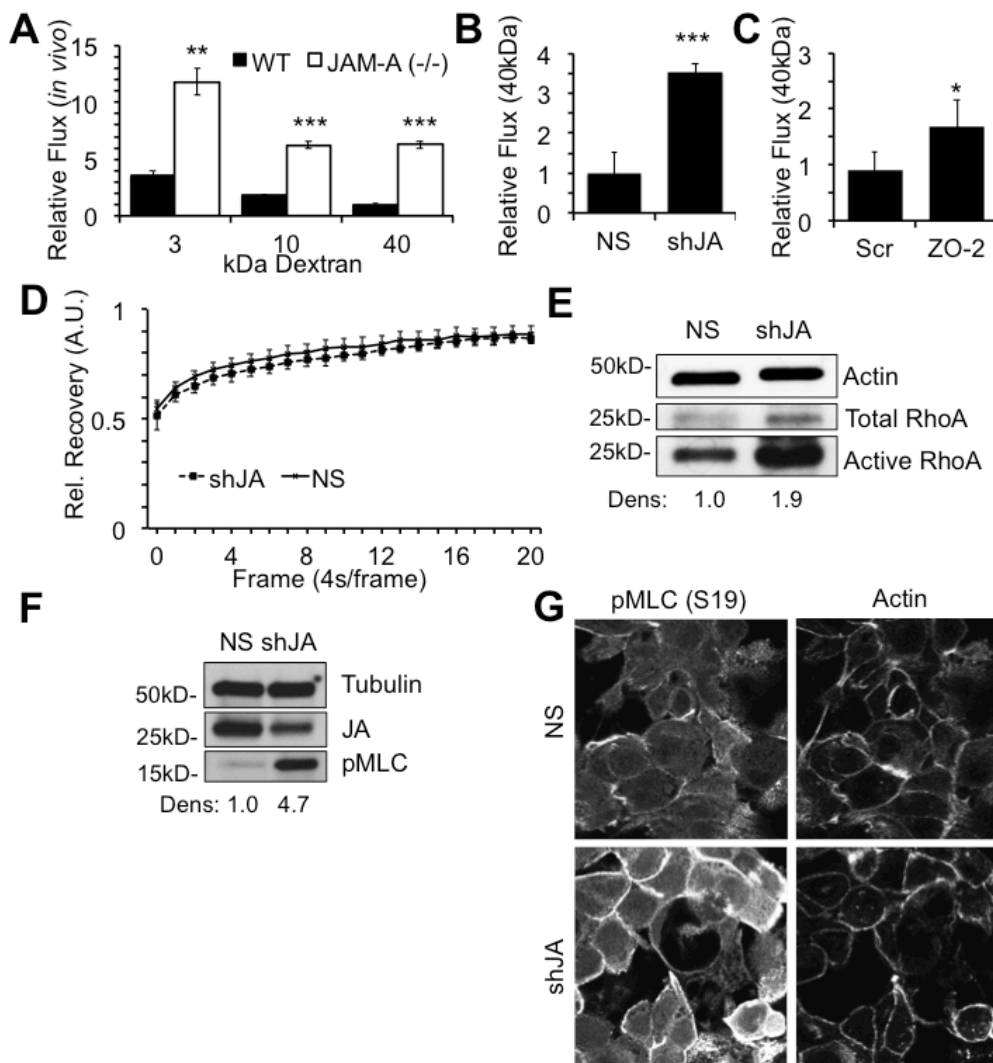 A
Relative Flux (in vivo)
15
10
5
0
WT
JAM-A (-/-)
**
***
***
3
10
40
kDa Dextran
B
Relative Flux (40kDa)
4
3
2
1
0
***
NS
shJA
C
Relative Flux (40kDa)
3
2
1
0
*
Scr
ZO-2
D
Rel. Recovery (A.U.)
1
0.5
0
shJA
NS
0
4
8
12
16
20
Frame (4s/frame)
E
NS
shJA
50kD-
Actin
25kD-
Total RhoA
25kD-
Active RhoA
Dens:
1.0
1.9
F
NS shJA
50kD-
Tubulin
25kD-
JA
15kD-
pMLC
Dens: 1.0 4.7
G
pMLC (S19)
Actin
NS
shJA